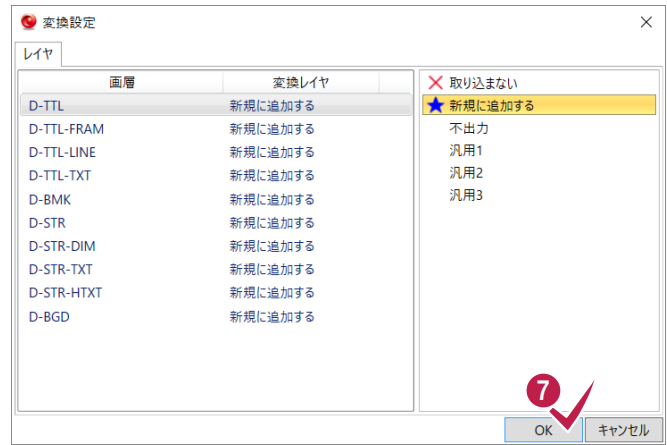 変換設定
レイヤ
画層 変換レイヤ
D-TTL 新規に追加する
D-TTL-FRAM 新規に追加する
D-TTL-LINE 新規に追加する
D-TTL-TXT 新規に追加する
D-BMK 新規に追加する
D-STR 新規に追加する
D-STR-DIM 新規に追加する
D-STR-TXT 新規に追加する
D-STR-HTXT 新規に追加する
D-BGD 新規に追加する
取り込まない
新規に追加する
不出力
汎用1
汎用2
汎用3
7
OK キャンセル